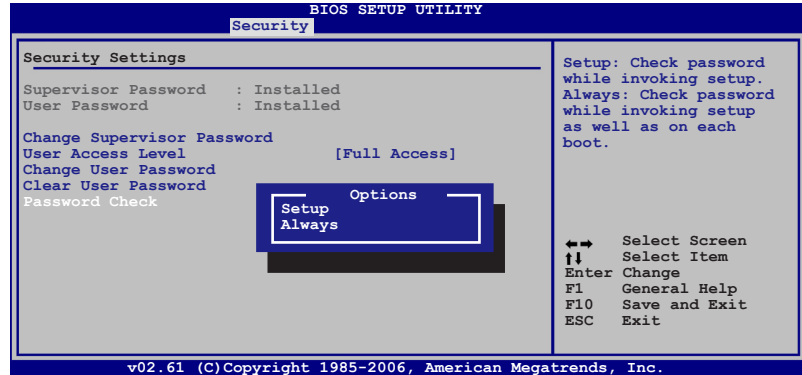 BIOS SETUP UTILITY
Security
Security Settings
Supervisor Password : Installed
User Password : Installed
Change Supervisor Password
User Access Level [Full Access]
Change User Password
Clear User Password
Password Check
Options
Setup
Always
Setup: Check password
while invoking setup.
Always: Check password
while invoking setup
as well as on each
boot.
←→ Select Screen
↑↓ Select Item
Enter Change
F1 General Help
F10 Save and Exit
ESC Exit
v02.61 (C)Copyright 1985-2006, American Megatrends, Inc.